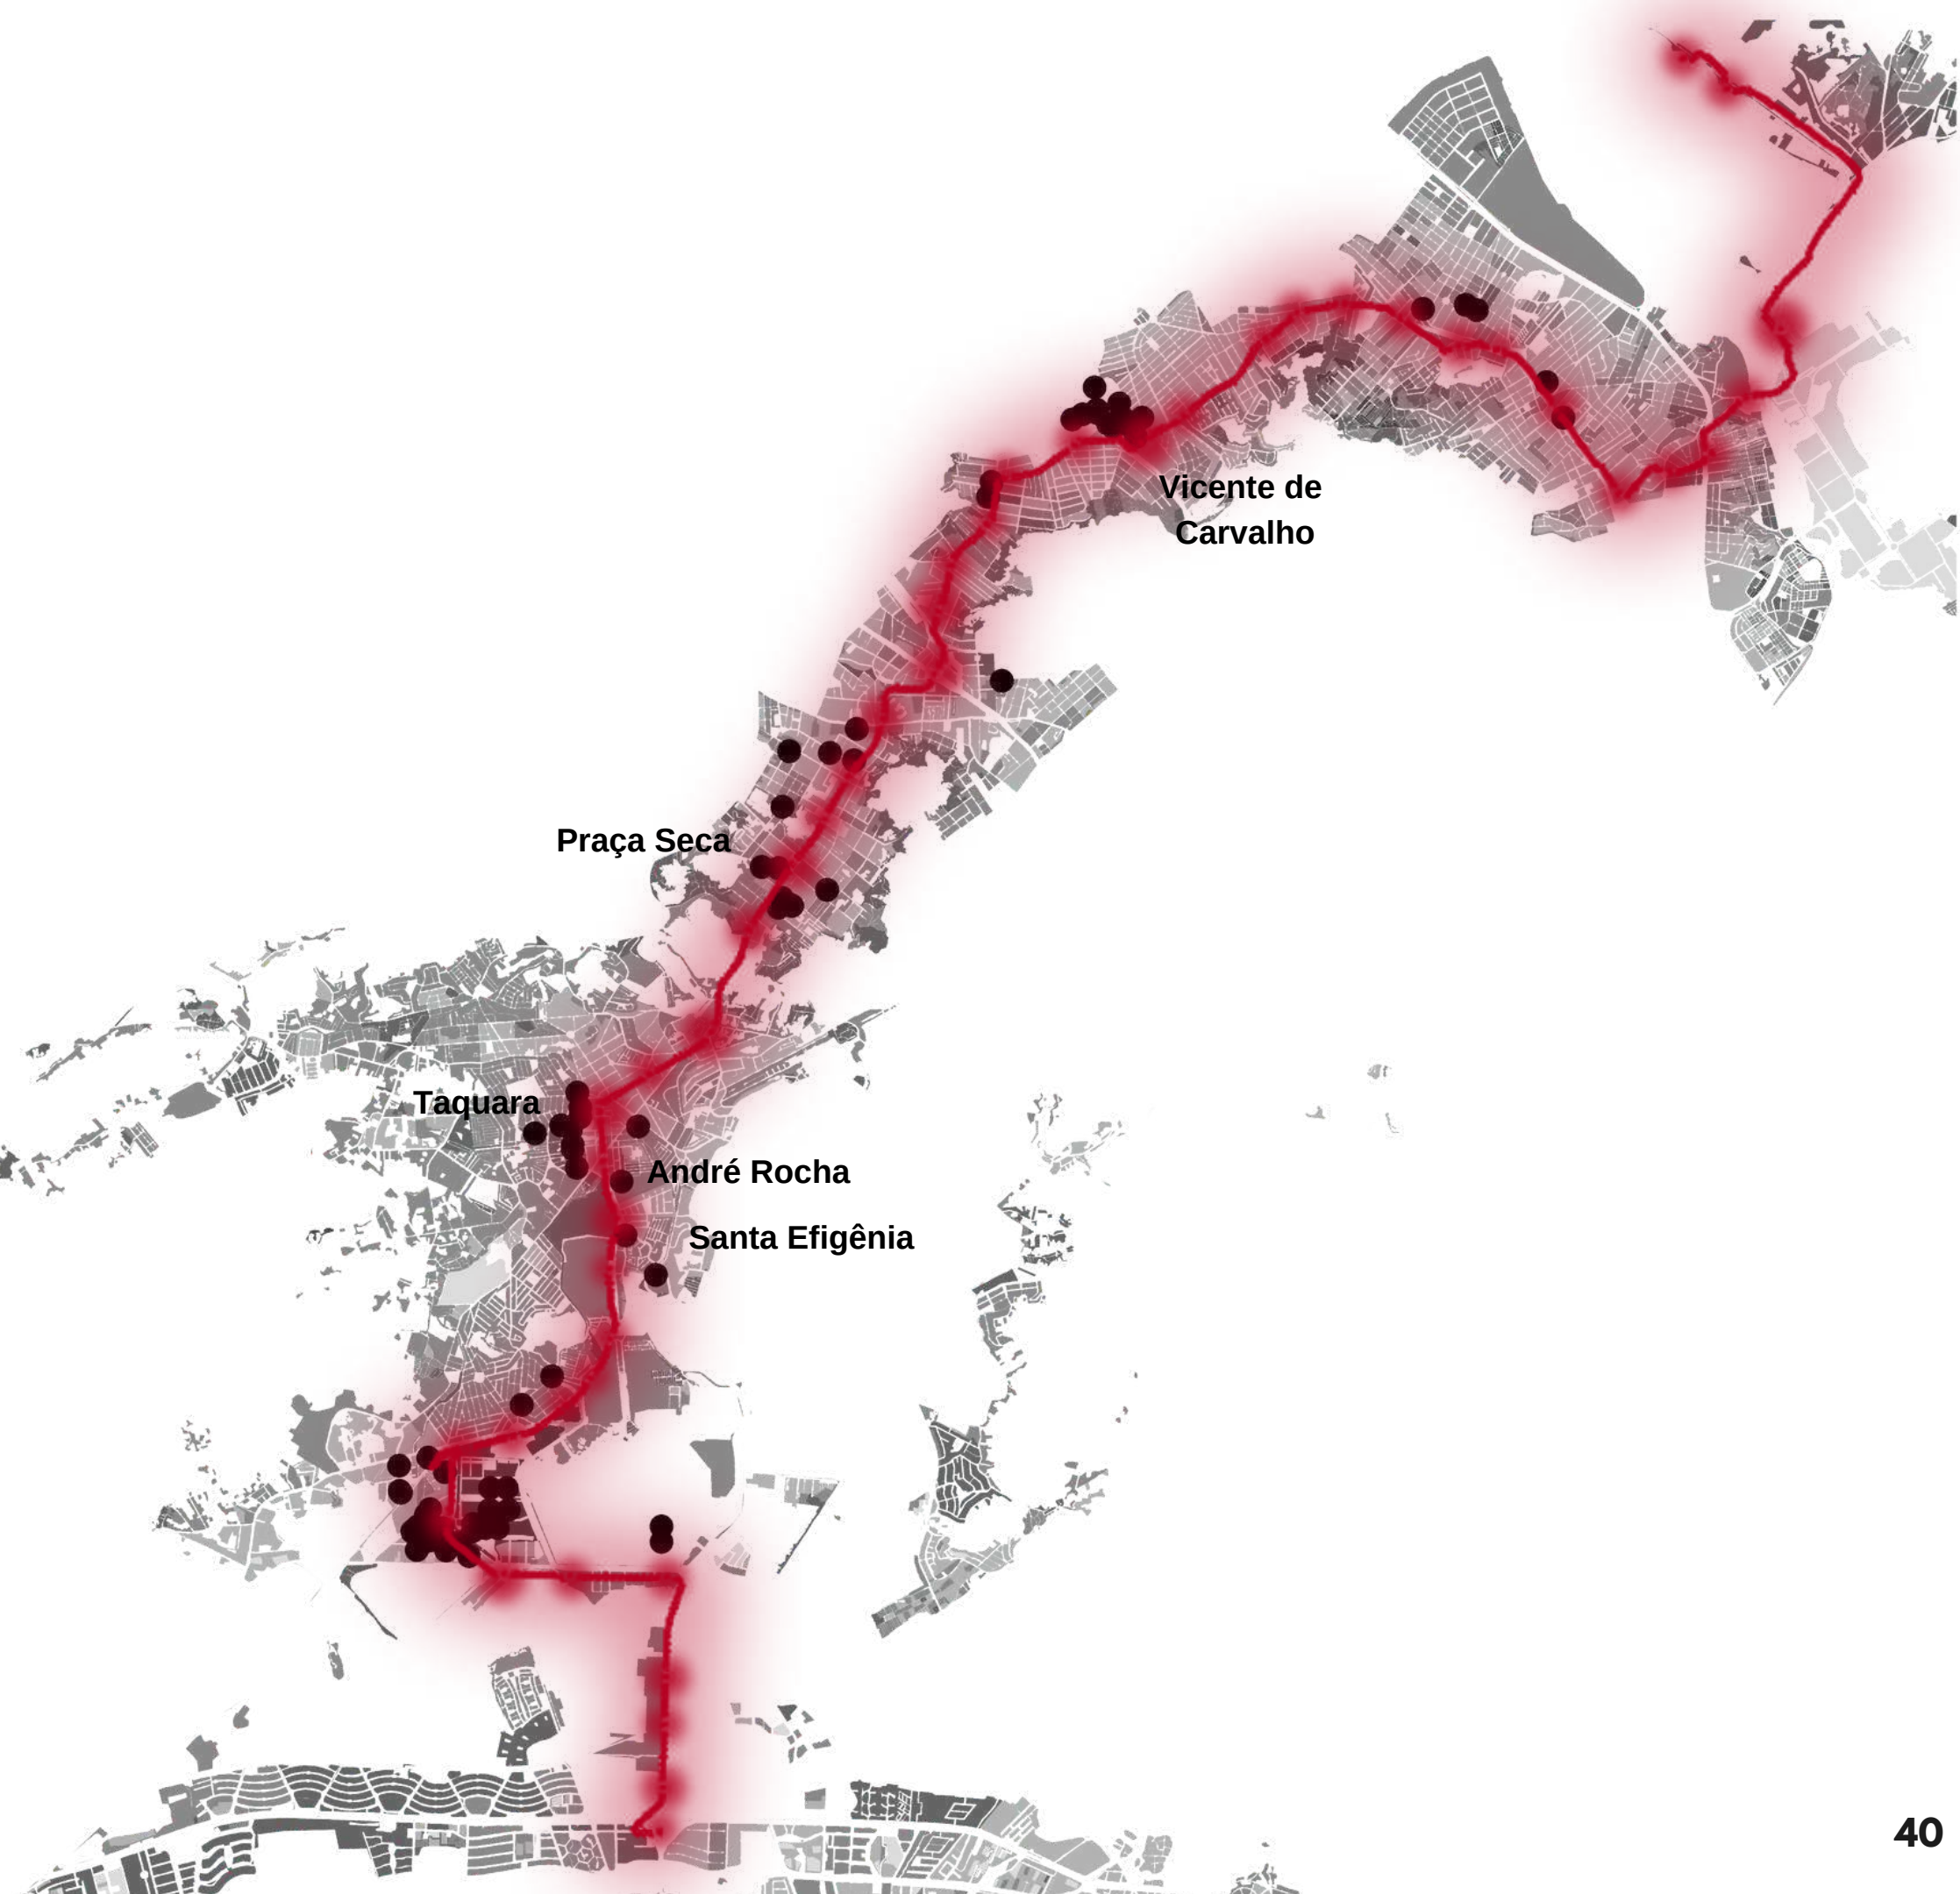 Vicente de
Carvalho
Praça Seca
Taquara
André Rocha
Santa Efigênia
40